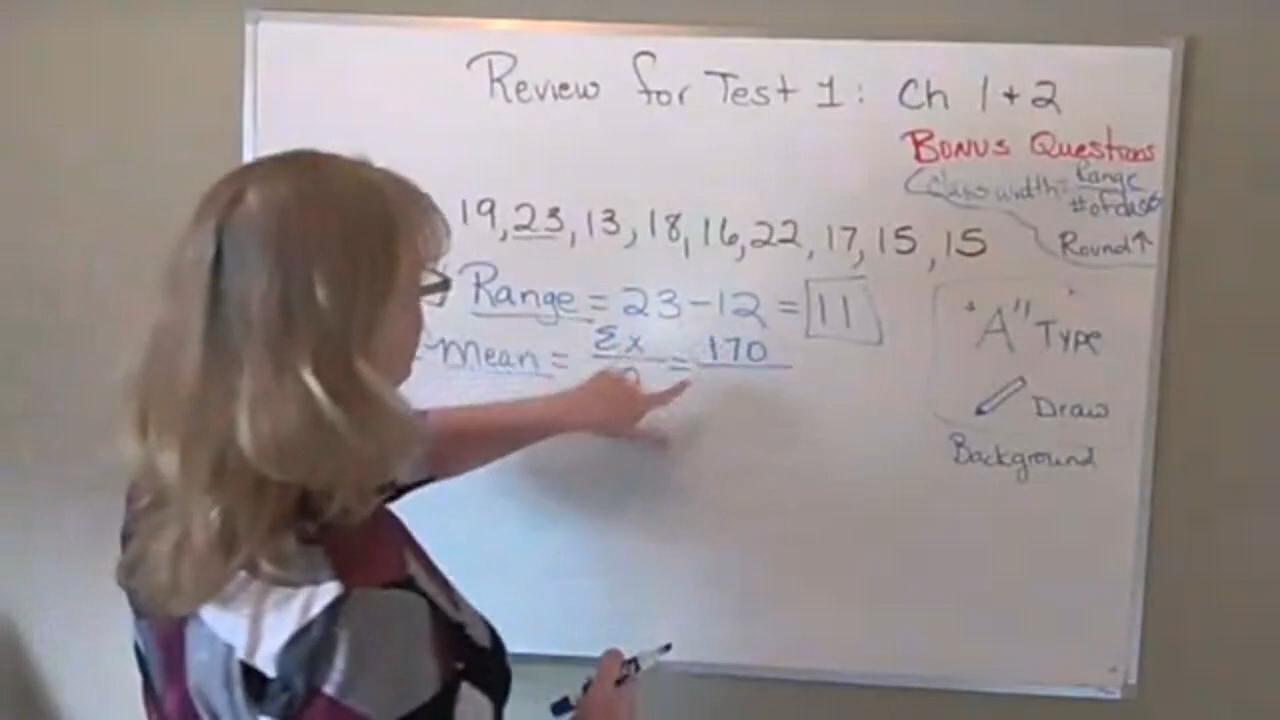 Review for Test 1: Ch 1 + 2
BONUS Questions
Class width = Range
# of class
Round ↑
19, 23, 13, 18, 16, 22, 17, 15, 15
Range = 23 - 12 = 11
Mean = Σx = 170
"A" Type
Draw
Background